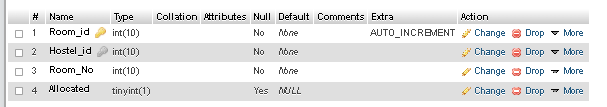 # Name Type Collation Attributes Null Default Comments Extra Action
1 Room_id int(10) No None AUTO_INCREMENT Change Drop More
2 Hostel_id int(10) No None Change Drop More
3 Room_No int(10) No None Change Drop More
4 Allocated tinyint(1) Yes NULL Change Drop More